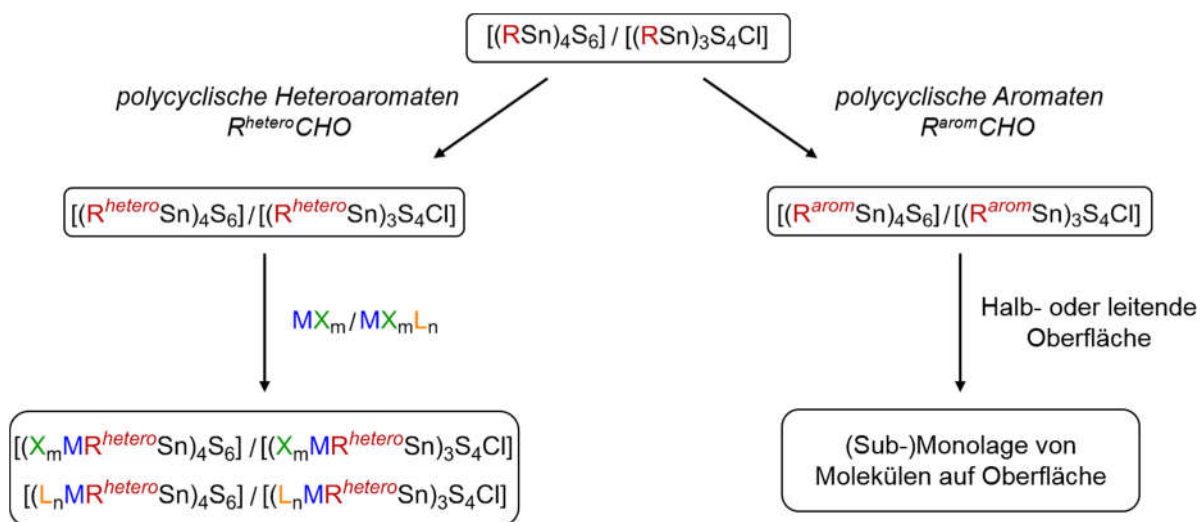 [(RSn)₄S₆] / [(RSn)₃S₄Cl]
polycyclische Heteroaromaten
RʰᵉᵗᵉʳᵒCHO
polycyclische Aromaten
RᵃʳᵒᵐCHO
[(RʰᵉᵗᵉʳᵒSn)₄S₆] / [(RʰᵉᵗᵉʳᵒSn)₃S₄Cl]
[(RᵃʳᵒᵐSn)₄S₆] / [(RᵃʳᵒᵐSn)₃S₄Cl]
MXₘ / MXₘLₙ
Halb- oder leitende
Oberfläche
[(XₘMRʰᵉᵗᵉʳᵒSn)₄S₆] / [(XₘMRʰᵉᵗᵉʳᵒSn)₃S₄Cl]
[(LₙMRʰᵉᵗᵉʳᵒSn)₄S₆] / [(LₙMRʰᵉᵗᵉʳᵒSn)₃S₄Cl]
(Sub-)Monolage von
Molekülen auf Oberfläche